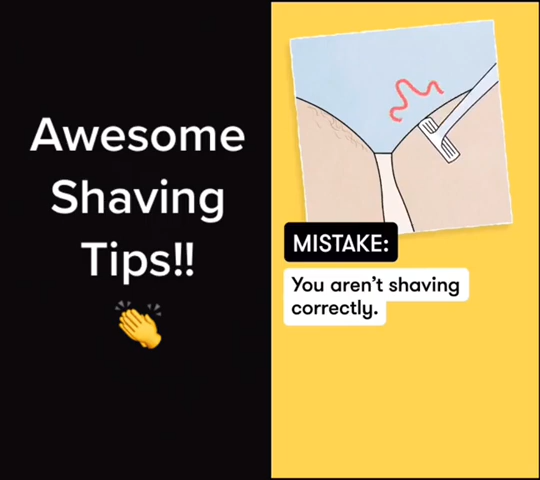 Awesome
Shaving
Tips!!
MISTAKE:
You aren't shaving
correctly.